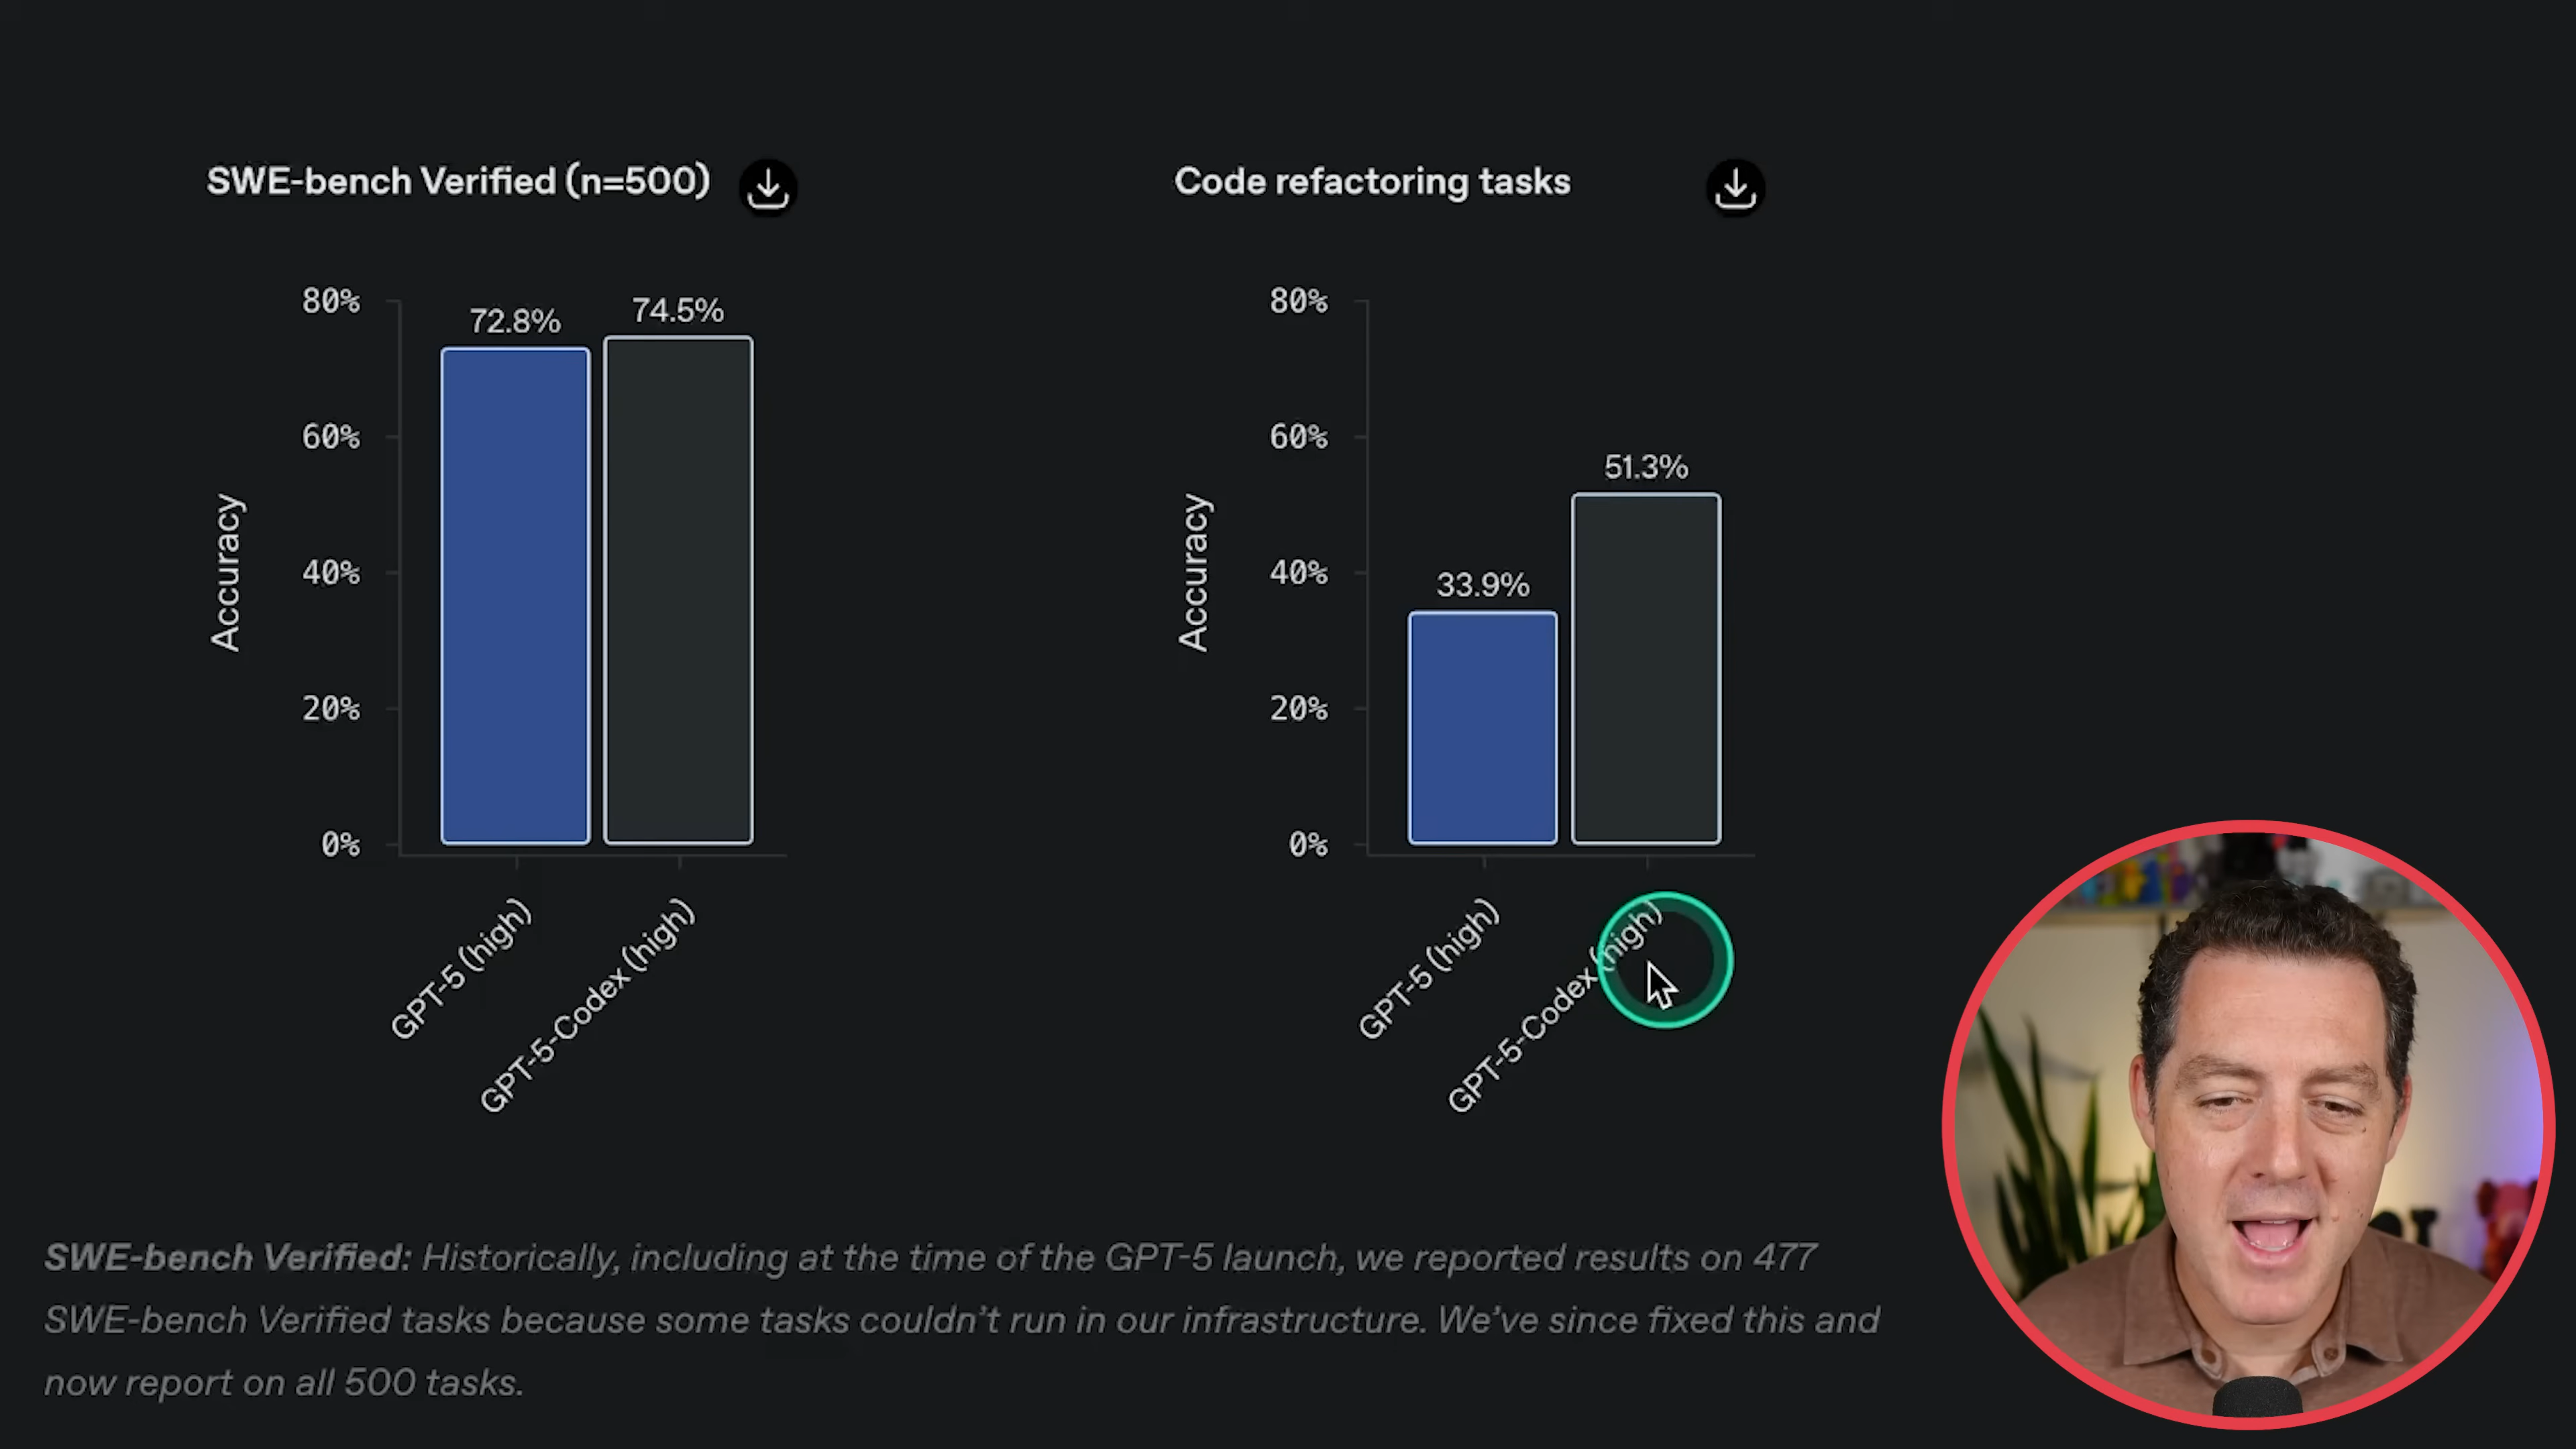 SWE-bench Verified (n=500)
80%
60%
40%
20%
0%
Accuracy
72.8%
74.5%
GPT-5 (high)
GPT-5-Codex (high)
Code refactoring tasks
80%
60%
40%
20%
0%
Accuracy
33.9%
51.3%
GPT-5 (high)
GPT-5-Codex (high)
SWE-bench Verified: Historically, including at the time of the GPT-5 launch, we reported results on 477
SWE-bench Verified tasks because some tasks couldn't run in our infrastructure. We've since fixed this and
now report on all 500 tasks.